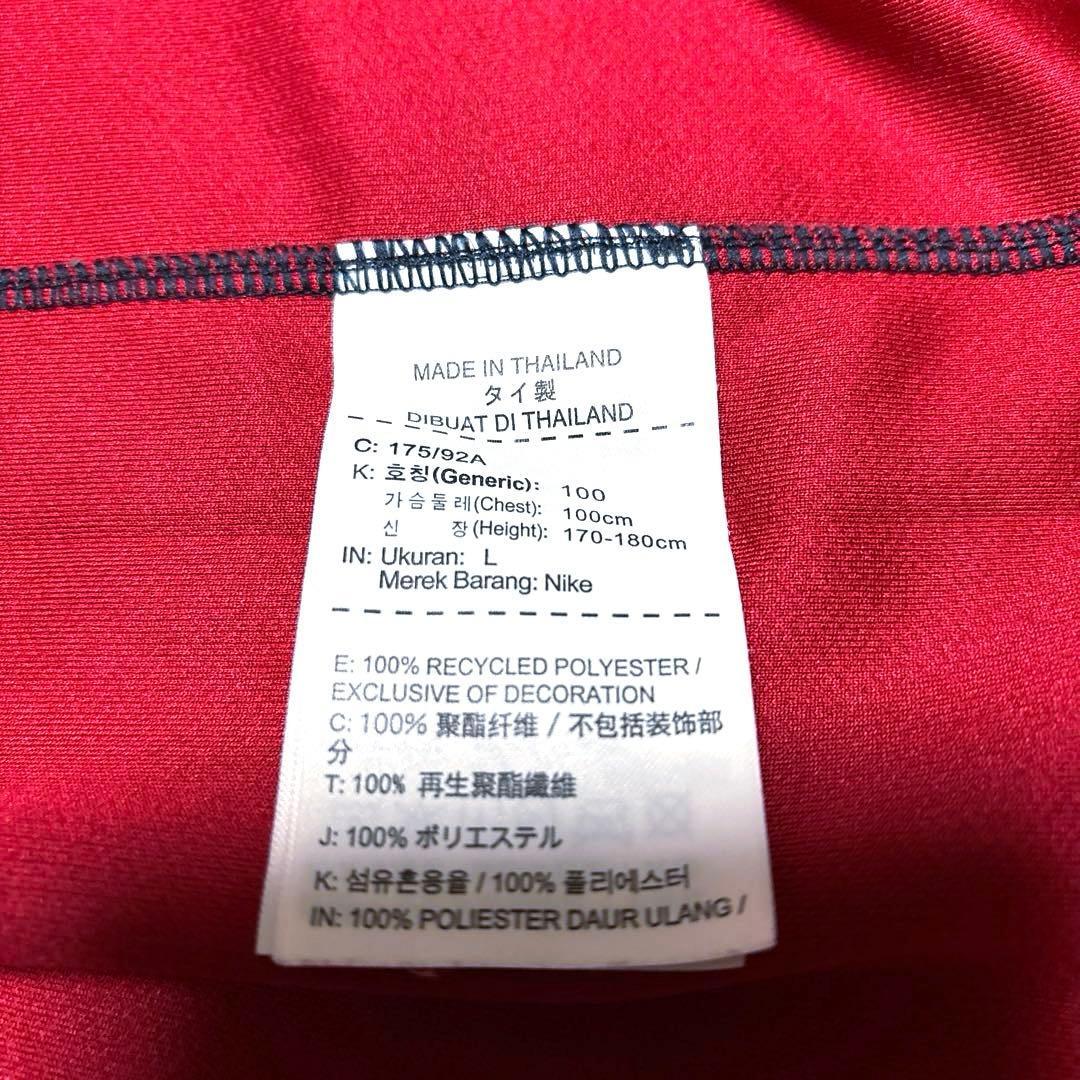 MADE IN THAILAND
タイ製
DIBUAT DI THAILAND
C: 175/92A
K: 호칭(Generic): 100
가슴둘레(Chest): 100cm
신 장(Height): 170-180cm
IN: Ukuran: L
Merek Barang: Nike
E: 100% RECYCLED POLYESTER /
EXCLUSIVE OF DECORATION
C: 100% 聚酯纤维 / 不包括装饰部
分
T: 100% 再生聚酯纖維
J: 100% ポリエステル
K: 섬유혼용율 / 100% 폴리에스터
IN: 100% POLIESTER DAUR ULANG /